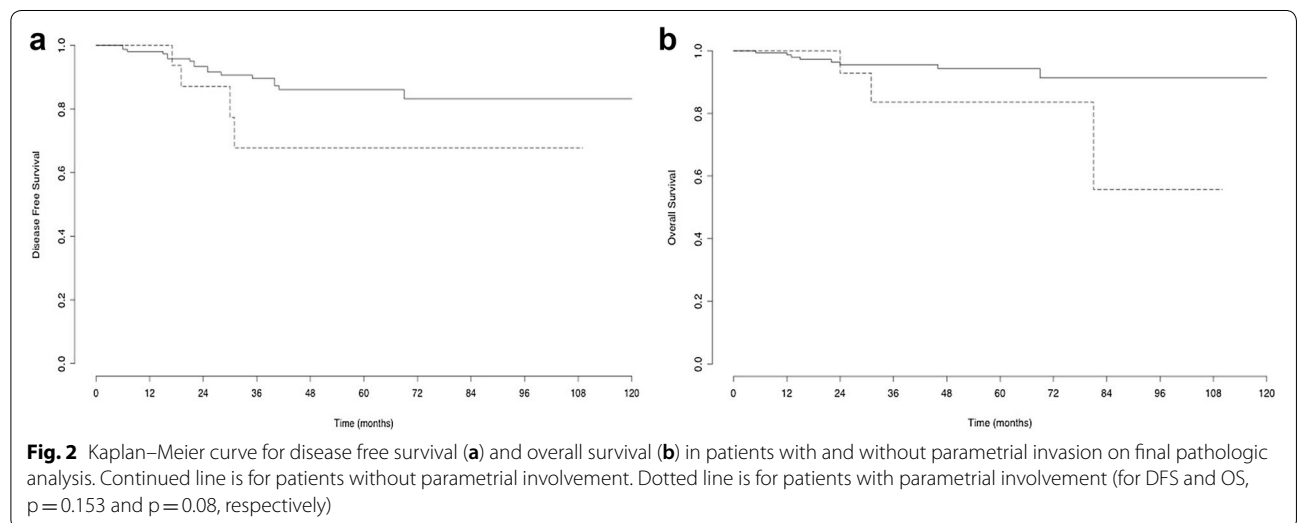 a
b
1.0
0.8
0.6
0.4
0.2
0.0
Disease Free Survival
0 12 24 36 48 60 72 84 96 108 120
Time (months)
1.0
0.8
0.6
0.4
0.2
0.0
Overall Survival
0 12 24 36 48 60 72 84 96 108 120
Time (months)
Fig. 2 Kaplan–Meier curve for disease free survival (a) and overall survival (b) in patients with and without parametrial invasion on final pathologic
analysis. Continued line is for patients without parametrial involvement. Dotted line is for patients with parametrial involvement (for DFS and OS,
p = 0.153 and p = 0.08, respectively)